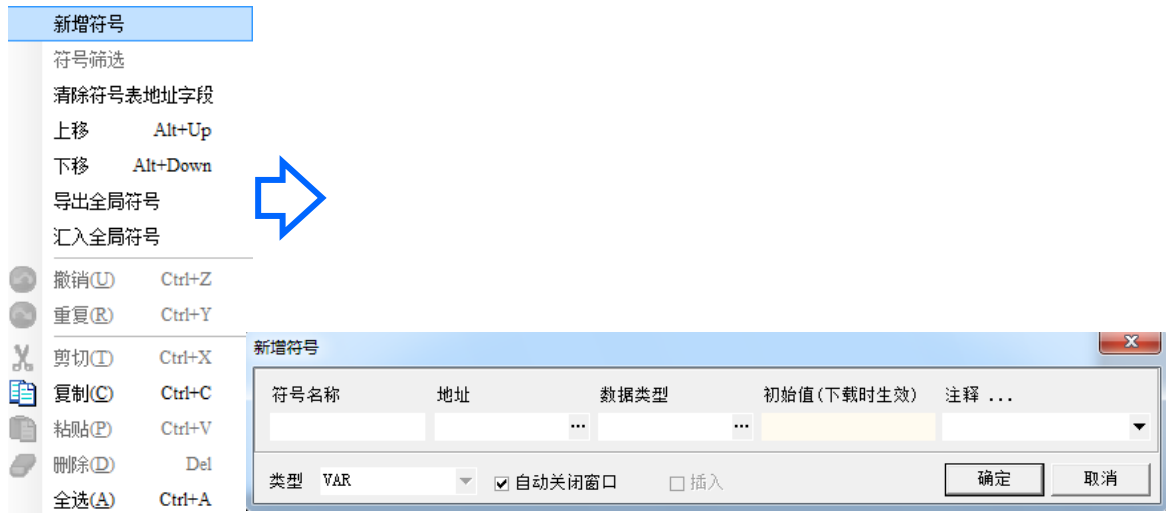 新增符号
符号筛选
清除符号表地址字段
上移 Alt+Up
下移 Alt+Down
导出全局符号
汇入全局符号
撤销(U) Ctrl+Z
重复(R) Ctrl+Y
剪切(T) Ctrl+X
复制(C) Ctrl+C
粘贴(P) Ctrl+V
删除(D) Del
全选(A) Ctrl+A
新增符号
符号名称 地址 数据类型 初始值(下载时生效) 注释 ...
... ...
类型 VAR 自动关闭窗口 插入 确定 取消